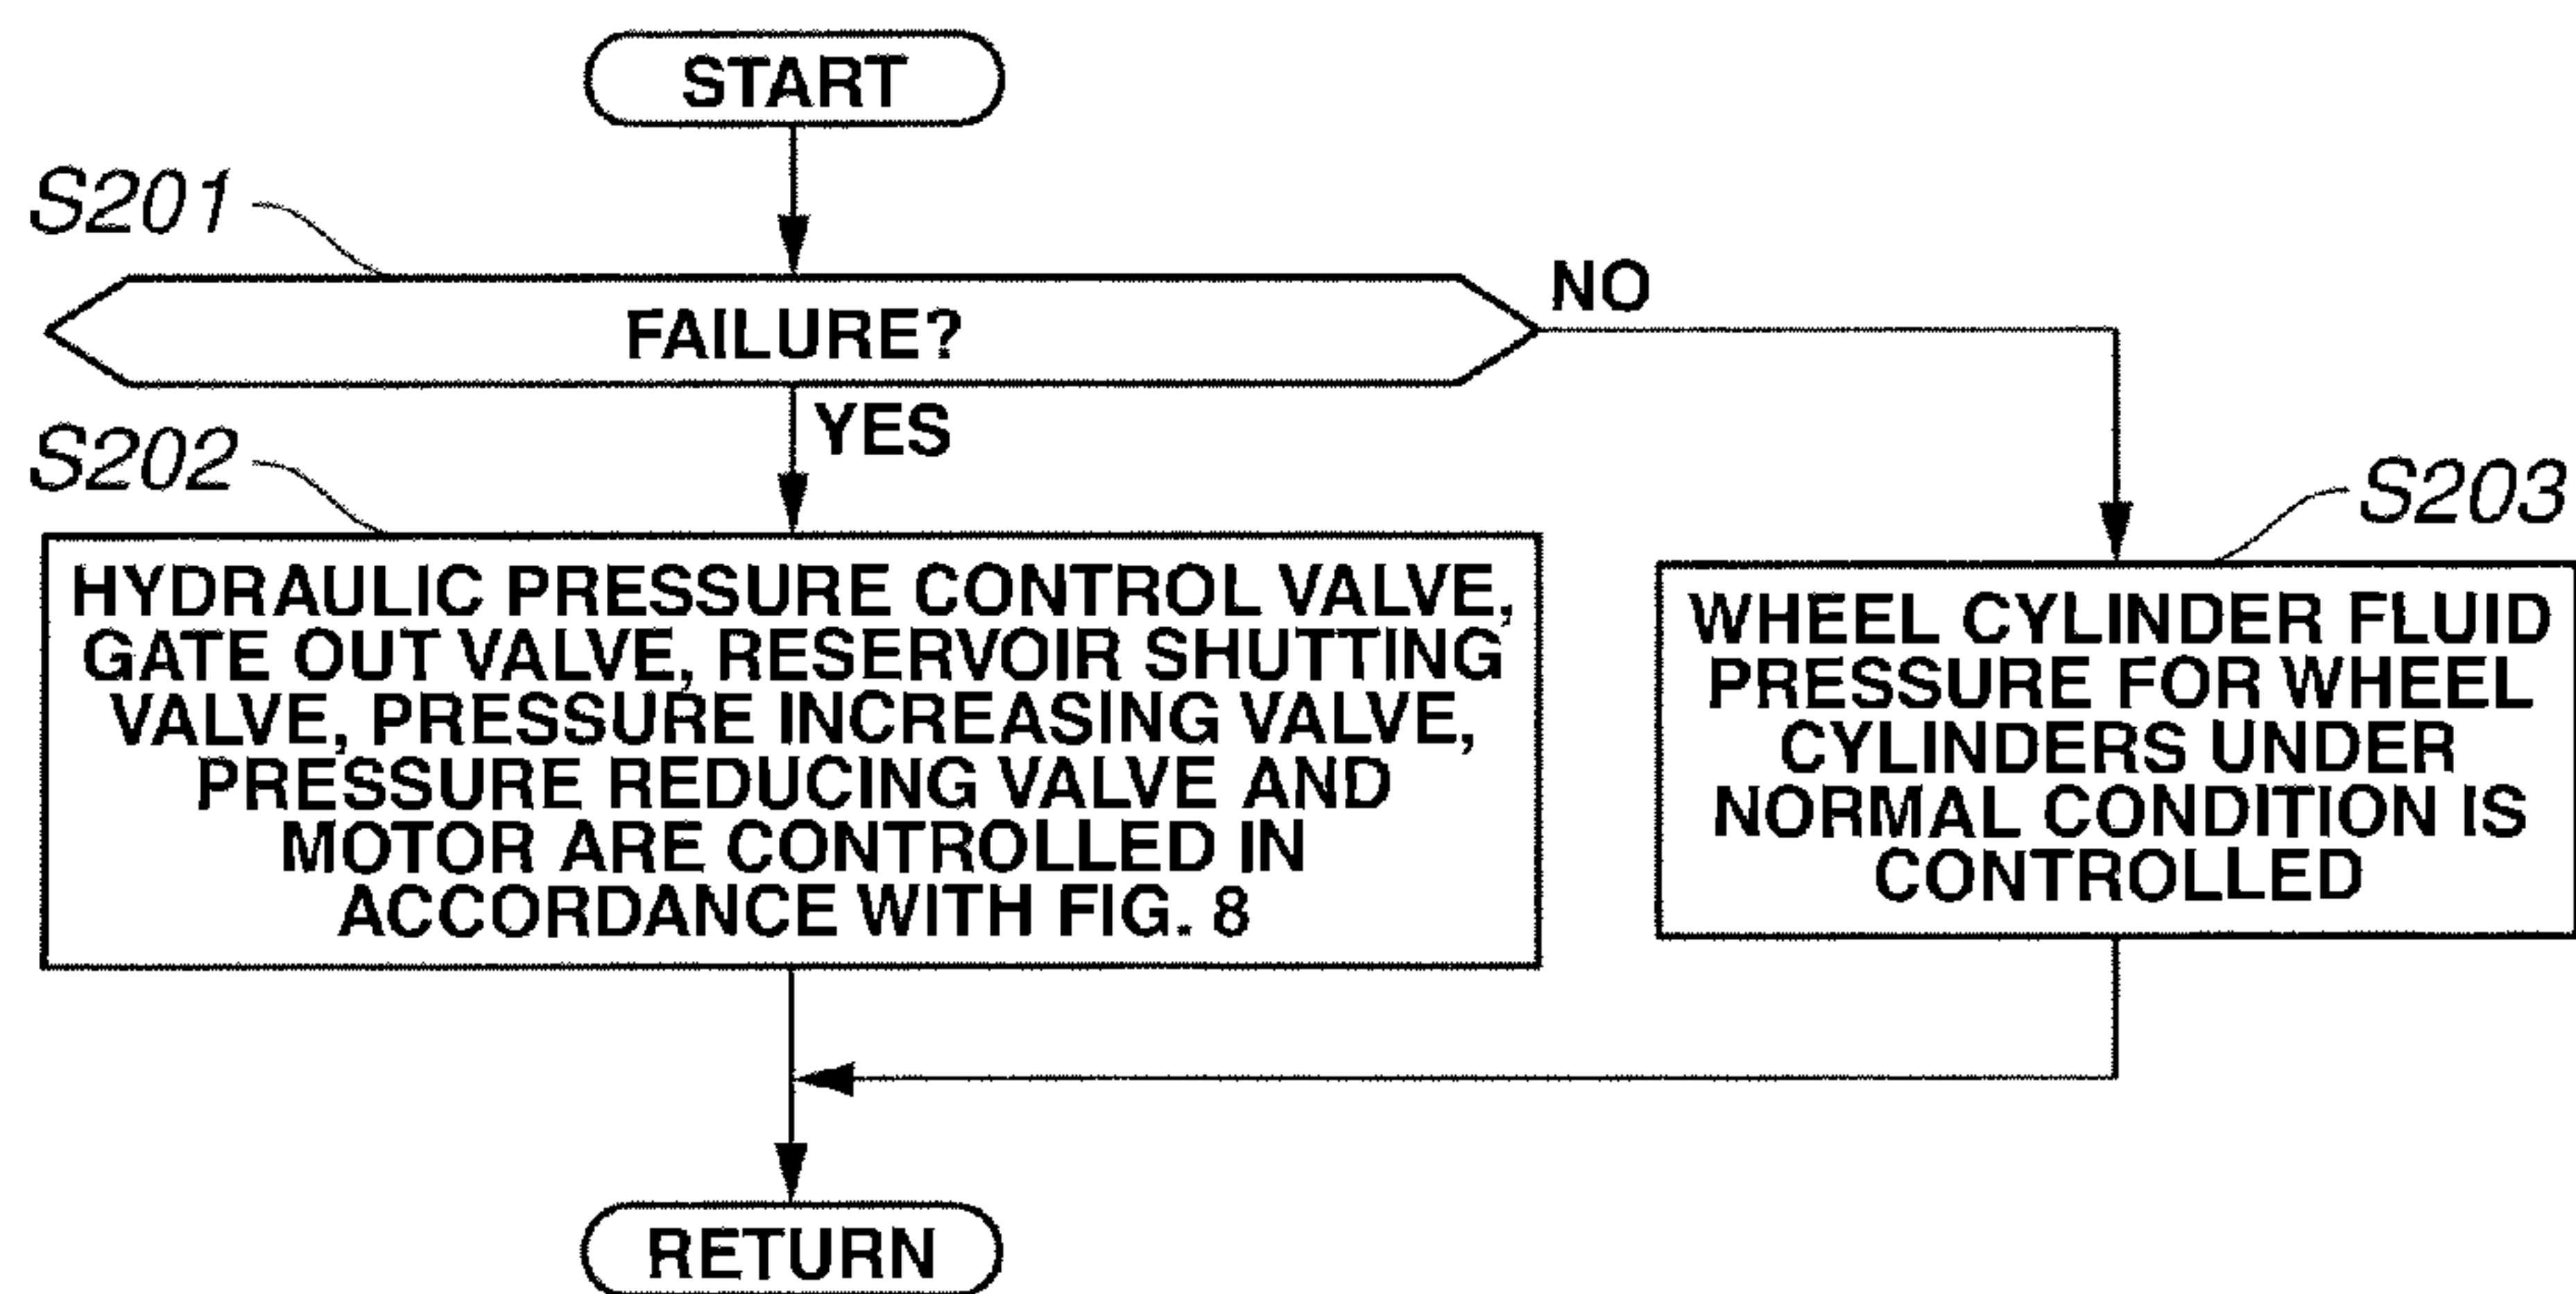 START
S201
FAILURE?
NO
YES
S202
HYDRAULIC PRESSURE CONTROL VALVE,
GATE OUT VALVE, RESERVOIR SHUTTING
VALVE, PRESSURE INCREASING VALVE,
PRESSURE REDUCING VALVE AND
MOTOR ARE CONTROLLED IN
ACCORDANCE WITH FIG. 8
S203
WHEEL CYLINDER FLUID
PRESSURE FOR WHEEL
CYLINDERS UNDER
NORMAL CONDITION IS
CONTROLLED
RETURN